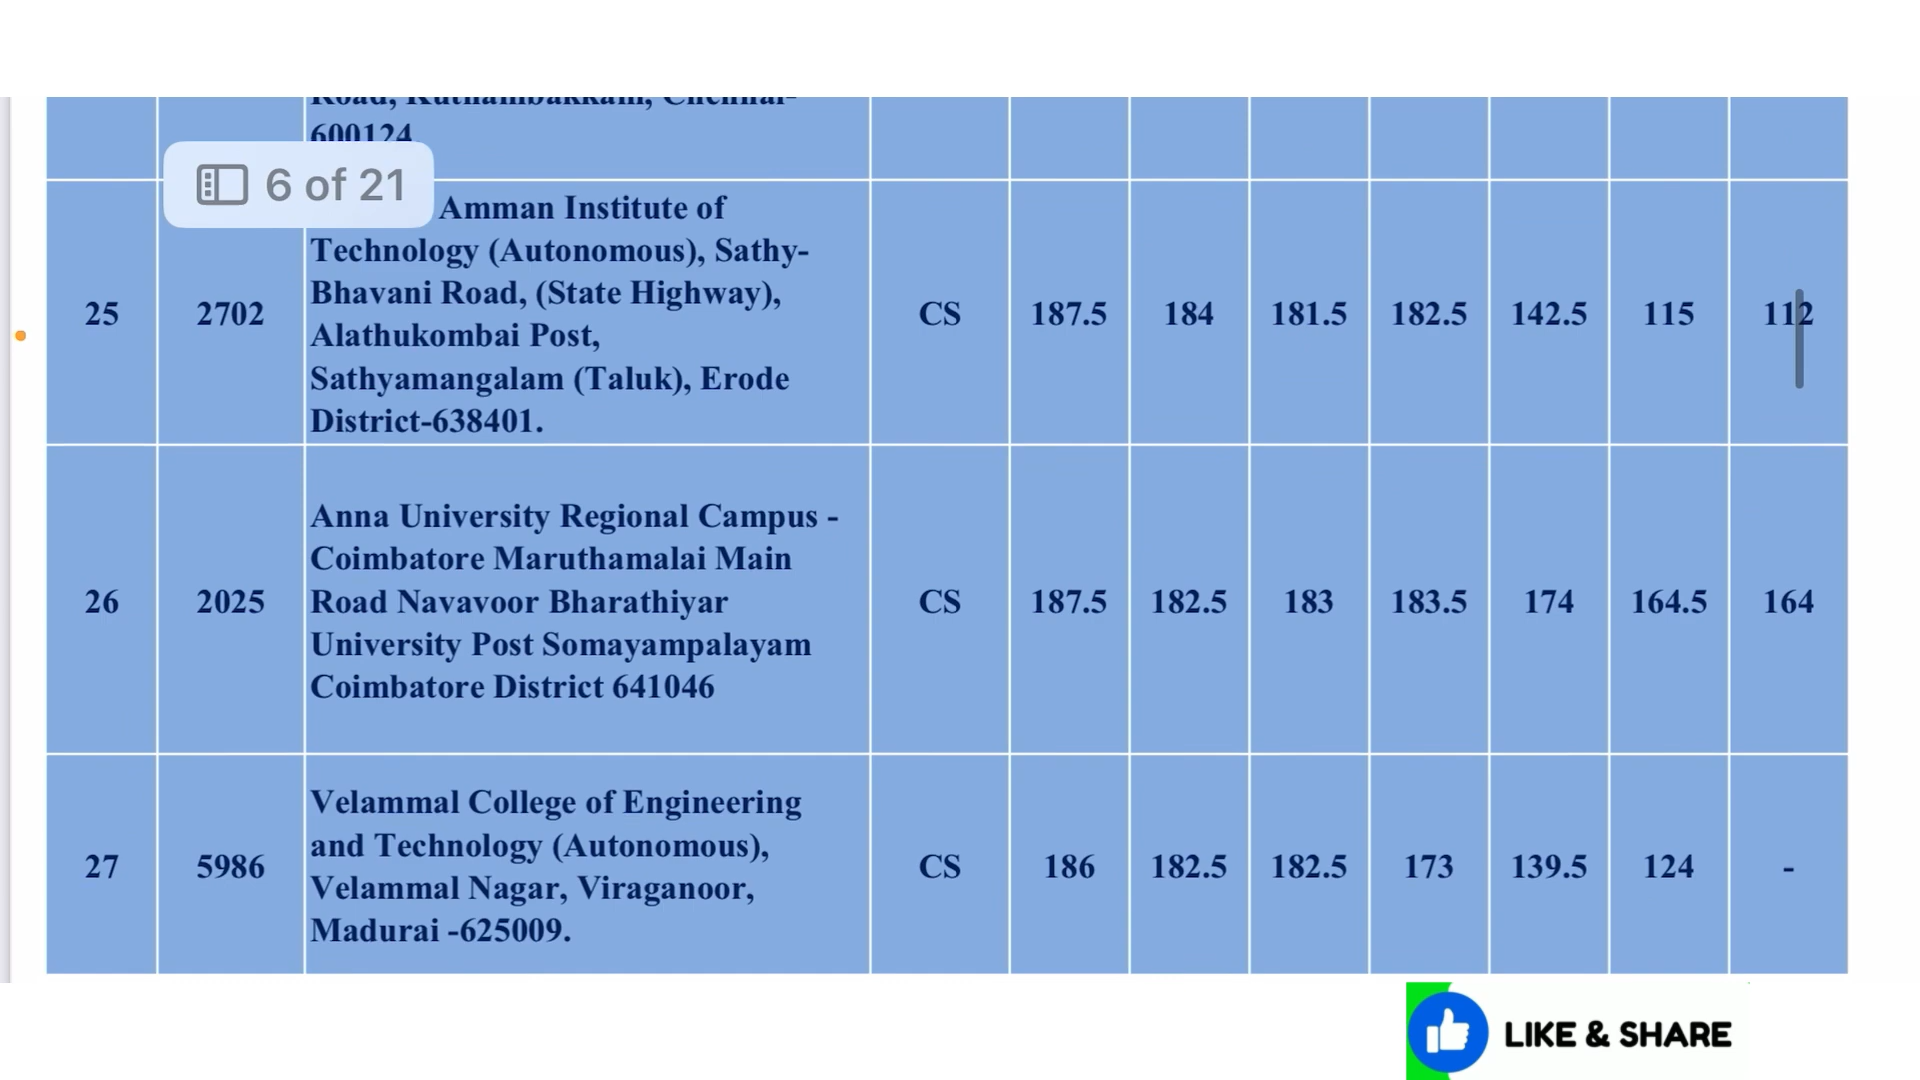 Road, Kuthambakkam, Chennai-
600124
6 of 21
25 2702 Amman Institute of
Technology (Autonomous), Sathy-
Bhavani Road, (State Highway),
Alathukombai Post,
Sathyamangalam (Taluk), Erode
District-638401. CS 187.5 184 181.5 182.5 142.5 115 112
26 2025 Anna University Regional Campus -
Coimbatore Maruthamalai Main
Road Navavoor Bharathiyar
University Post Somayampalayam
Coimbatore District 641046 CS 187.5 182.5 183 183.5 174 164.5 164
27 5986 Velammal College of Engineering
and Technology (Autonomous),
Velammal Nagar, Viraganoor,
Madurai -625009. CS 186 182.5 182.5 173 139.5 124 -
LIKE & SHARE